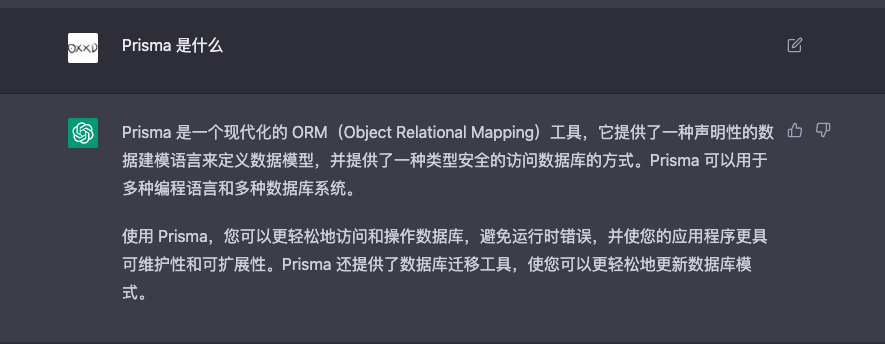 OXXD
Prisma 是什么
Prisma 是一个现代化的 ORM（Object Relational Mapping）工具，它提供了一种声明性的数
据建模语言来定义数据模型，并提供了一种类型安全的访问数据库的方式。Prisma 可以用于
多种编程语言和多种数据库系统。
使用 Prisma，您可以更轻松地访问和操作数据库，避免运行时错误，并使您的应用程序更具
可维护性和可扩展性。Prisma 还提供了数据库迁移工具，使您可以更轻松地更新数据库模
式。